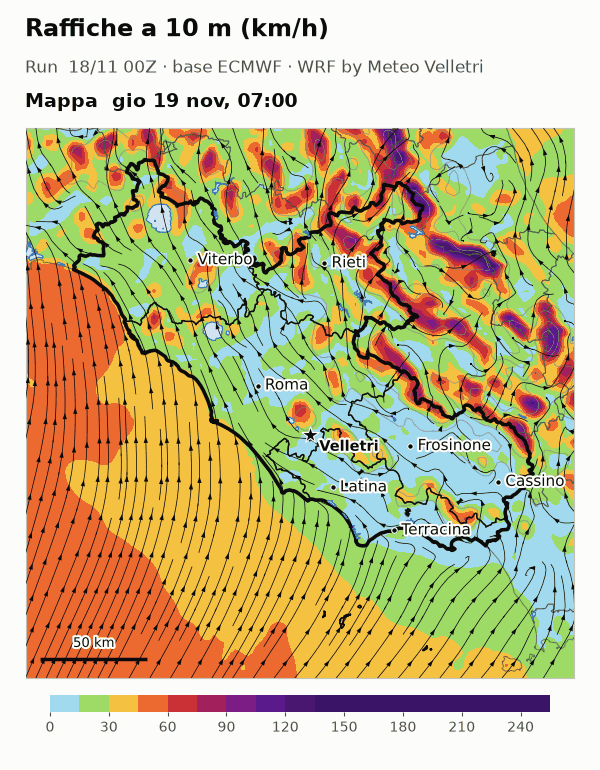 Raffiche a 10 m (km/h)
Run 18/11 00Z · base ECMWF · WRF by Meteo Velletri
Mappa gio 19 nov, 07:00
Viterbo
Rieti
Roma
Velletri
Frosinone
Latina
Cassino
Terracina
50 km
0 30 60 90 120 150 180 210 240